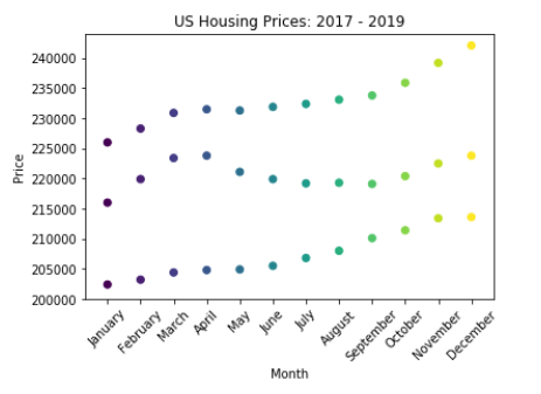 US Housing Prices: 2017 - 2019
Price
240000
235000
230000
225000
220000
215000
210000
205000
200000
January
February
March
April
May
June
July
August
September
October
November
December
Month